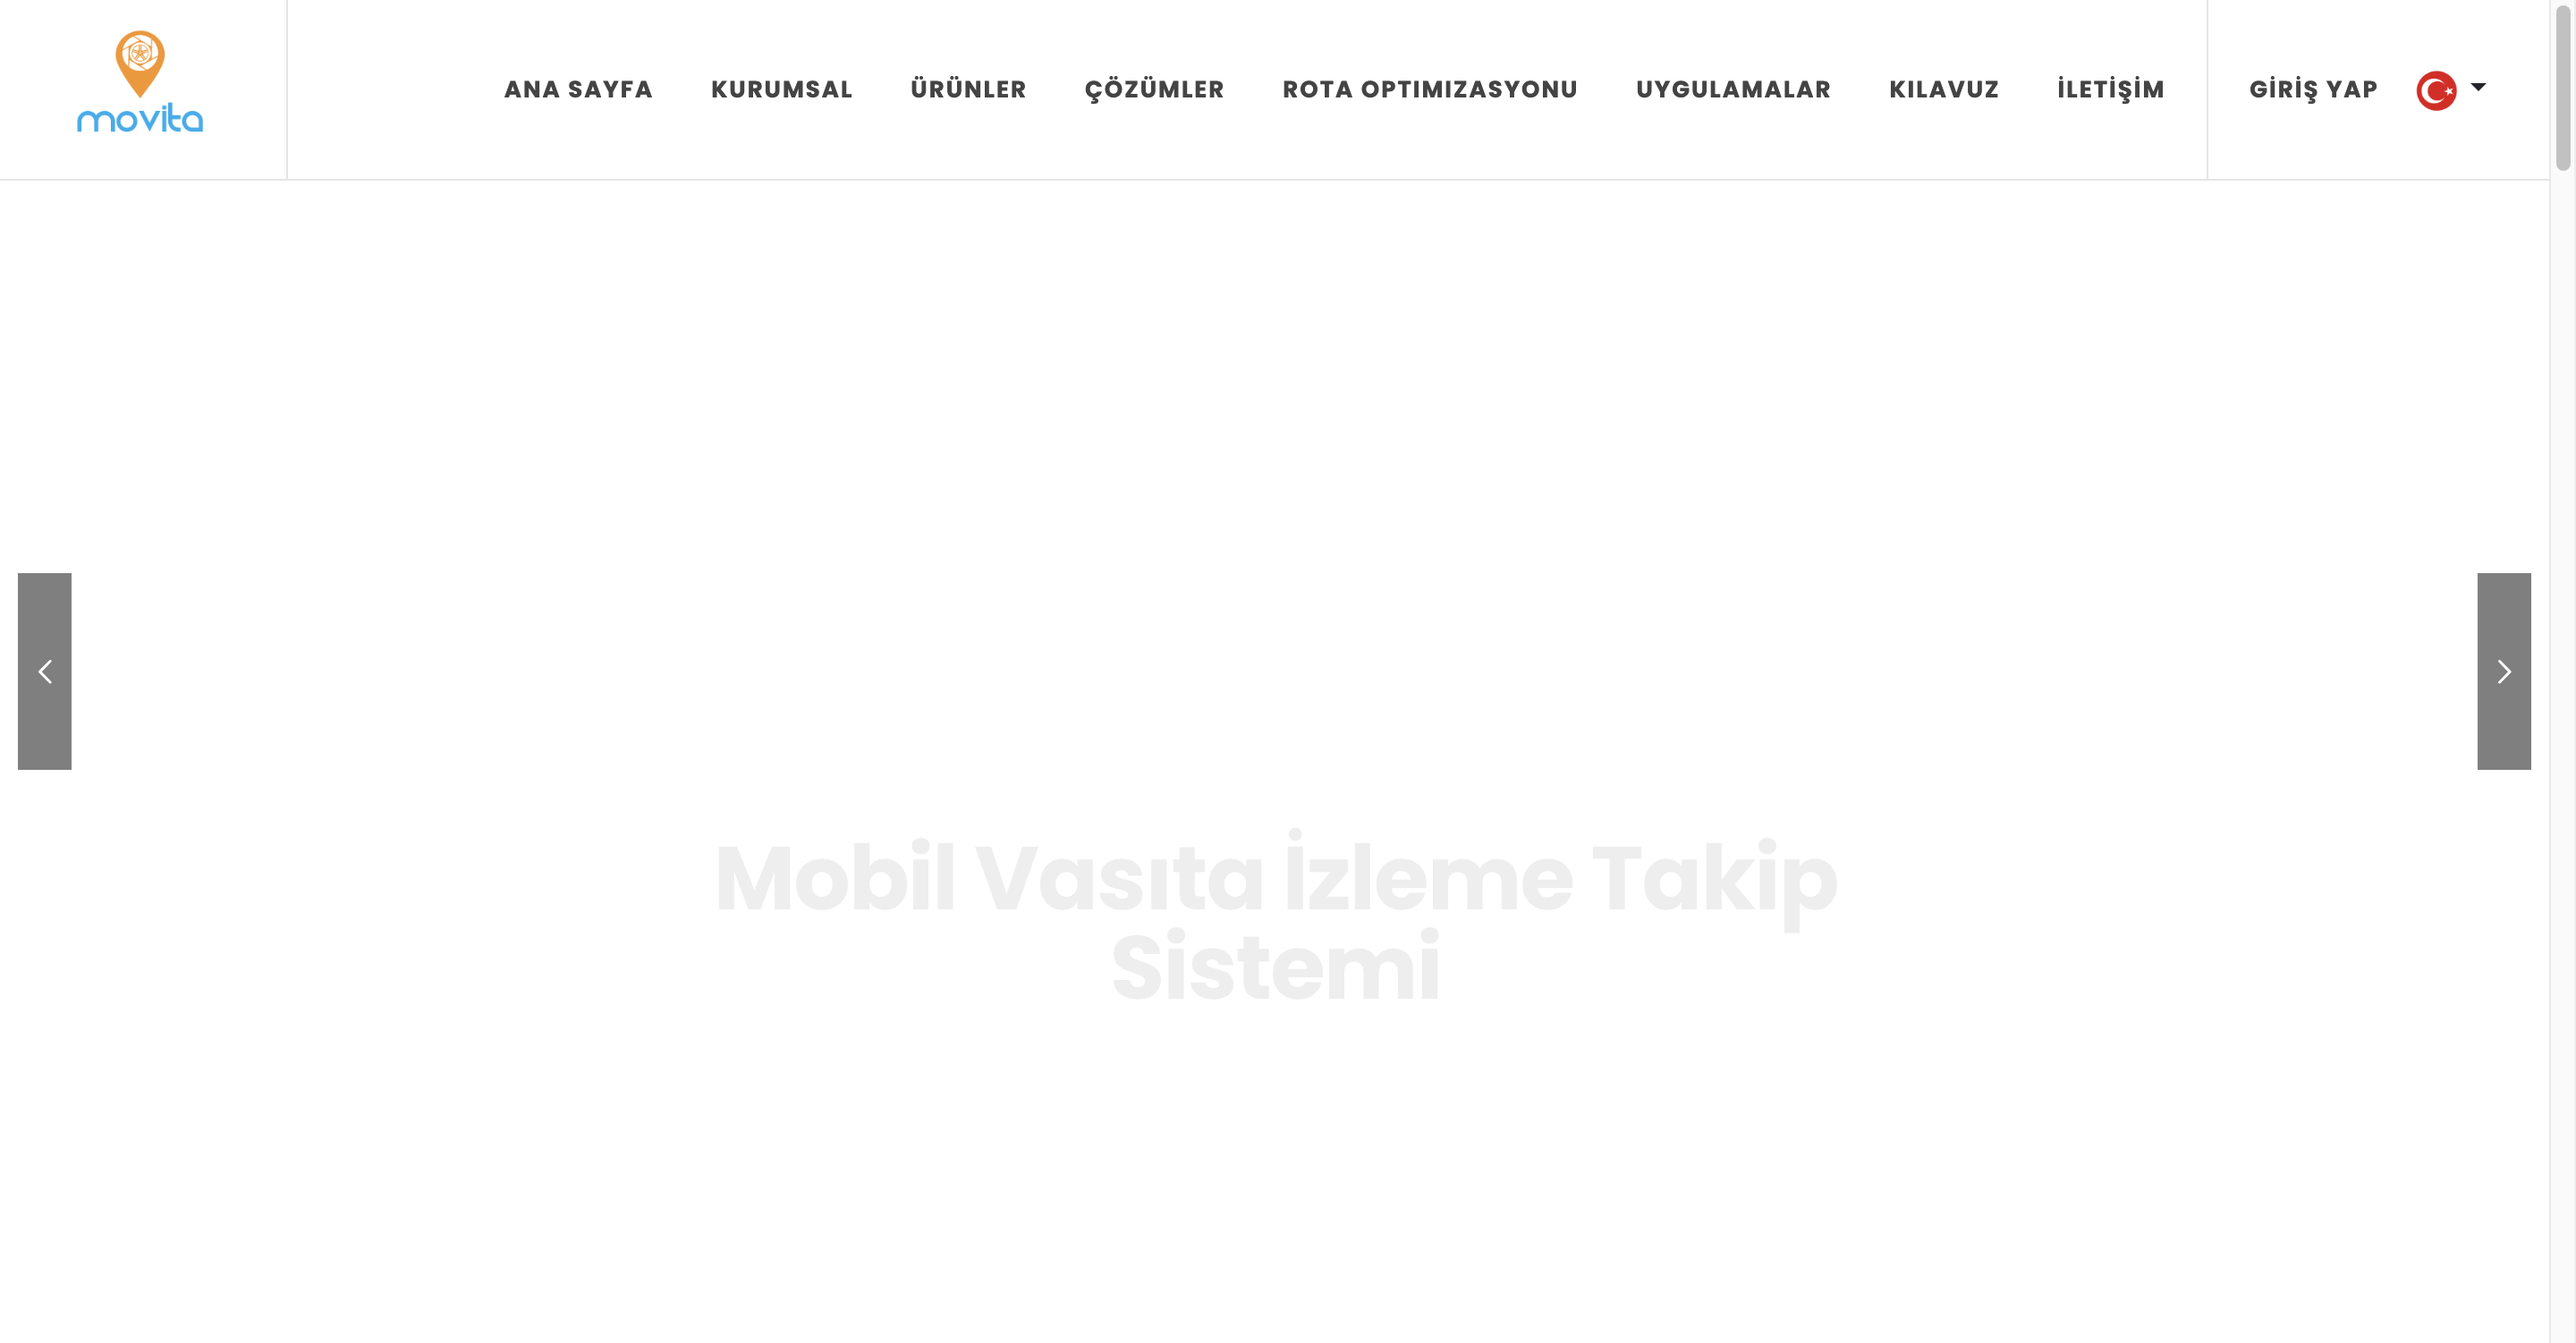 movita
ANA SAYFA KURUMSAL ÜRÜNLER ÇÖZÜMLER ROTA OPTIMIZASYONU UYGULAMALAR KILAVUZ İLETİŞİM GİRİŞ YAP
Mobil Vasıta İzleme Takip
Sistemi